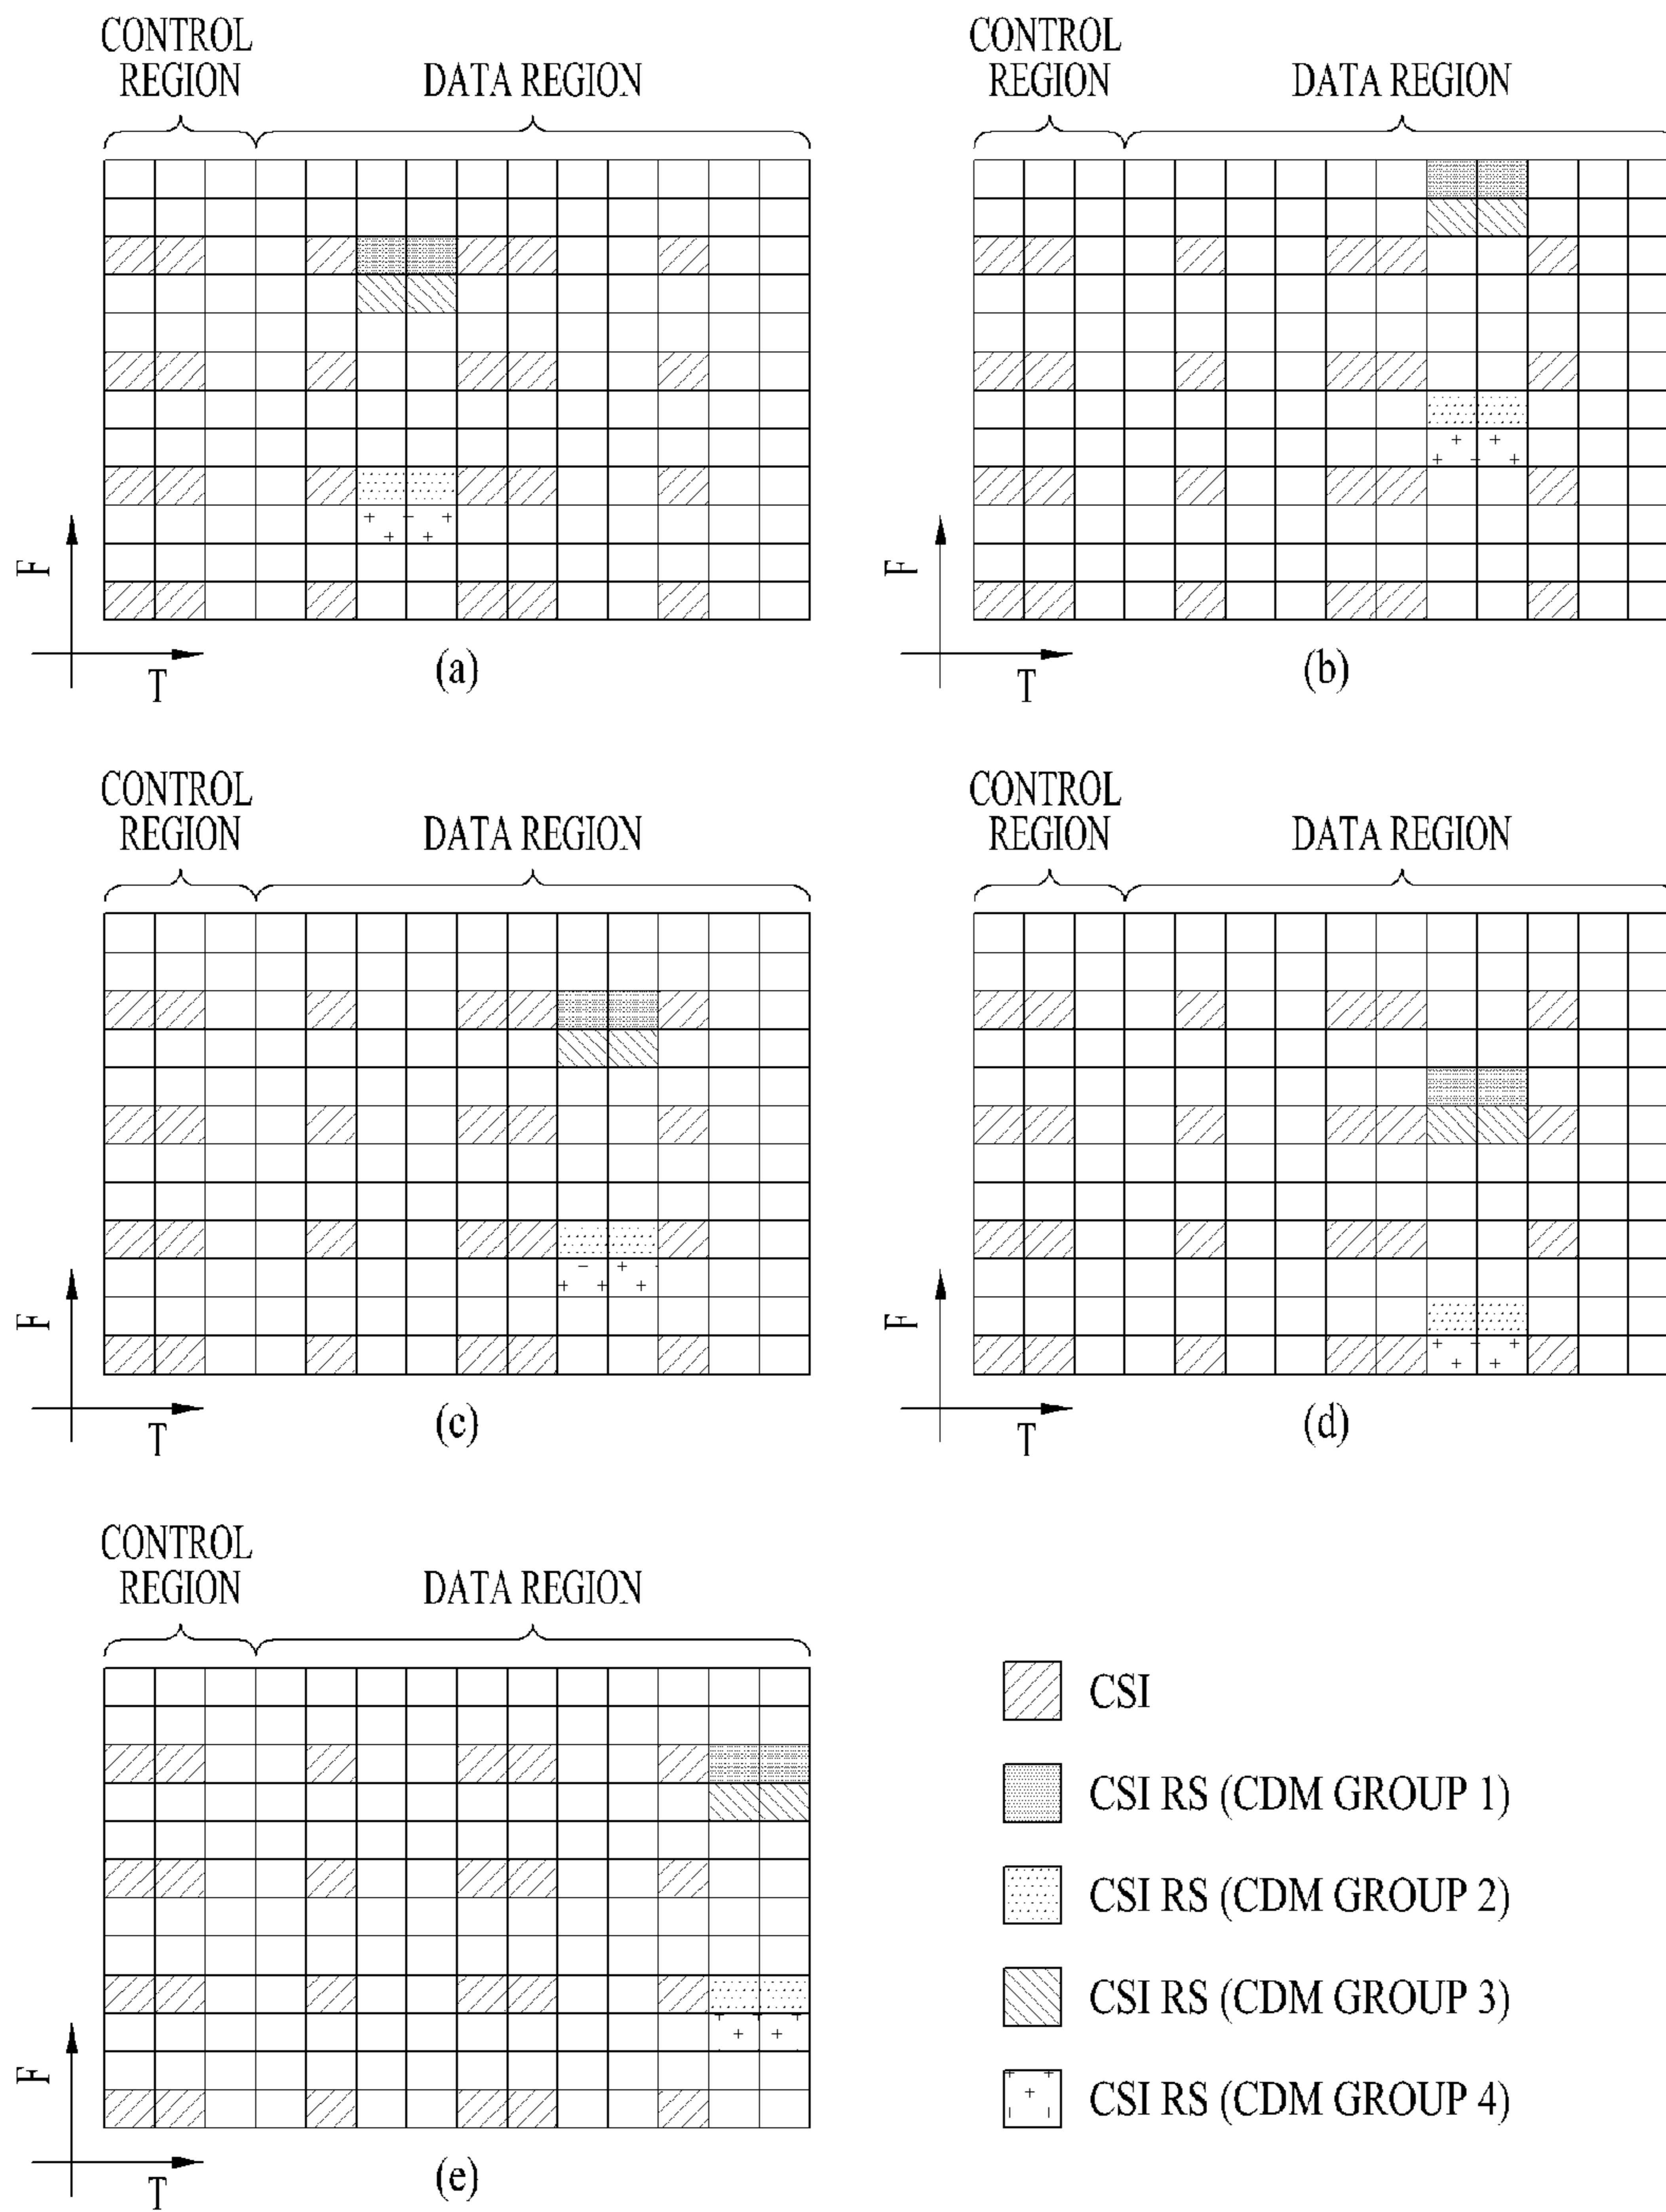 CONTROL
REGION
DATA REGION
F
T
(a)
CONTROL
REGION
DATA REGION
F
T
(b)
CONTROL
REGION
DATA REGION
F
T
(c)
CONTROL
REGION
DATA REGION
F
T
(d)
CONTROL
REGION
DATA REGION
F
T
(e)
CSI
CSI RS (CDM GROUP 1)
CSI RS (CDM GROUP 2)
CSI RS (CDM GROUP 3)
CSI RS (CDM GROUP 4)